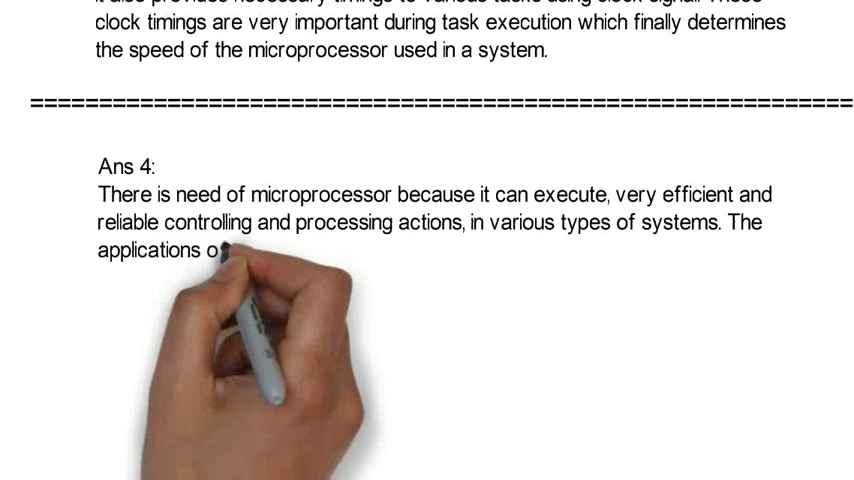 clock timings are very important during task execution which finally determines
the speed of the microprocessor used in a system.
==============================================================
Ans 4:
There is need of microprocessor because it can execute, very efficient and
reliable controlling and processing actions, in various types of systems. The
applications o